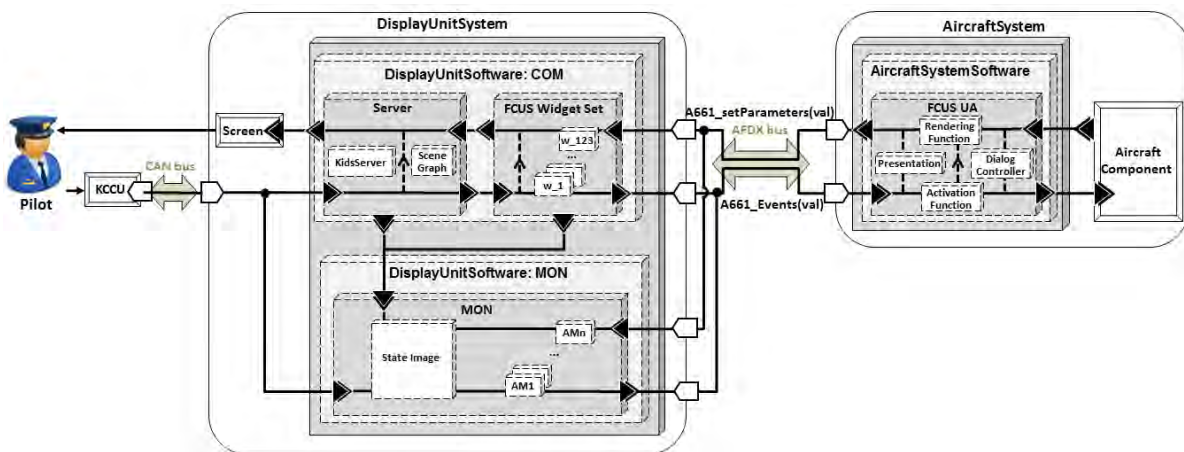 DisplayUnitSystem
AircraftSystem
DisplayUnitSoftware: COM
AircraftSystemSoftware
Server
FCUS Widget Set
FCUS UA
A661_setParameters(val)
Screen
w_123
...
AFDX bus
Rendering
Function
KidsServer
Scene
Graph
Presentation
Dialog
Controller
Aircraft
Component
CAN bus
w_1
KCCU
Pilot
Activation
Function
A661_Events(val)
DisplayUnitSoftware: MON
MON
AMn
State Image
...
AM1